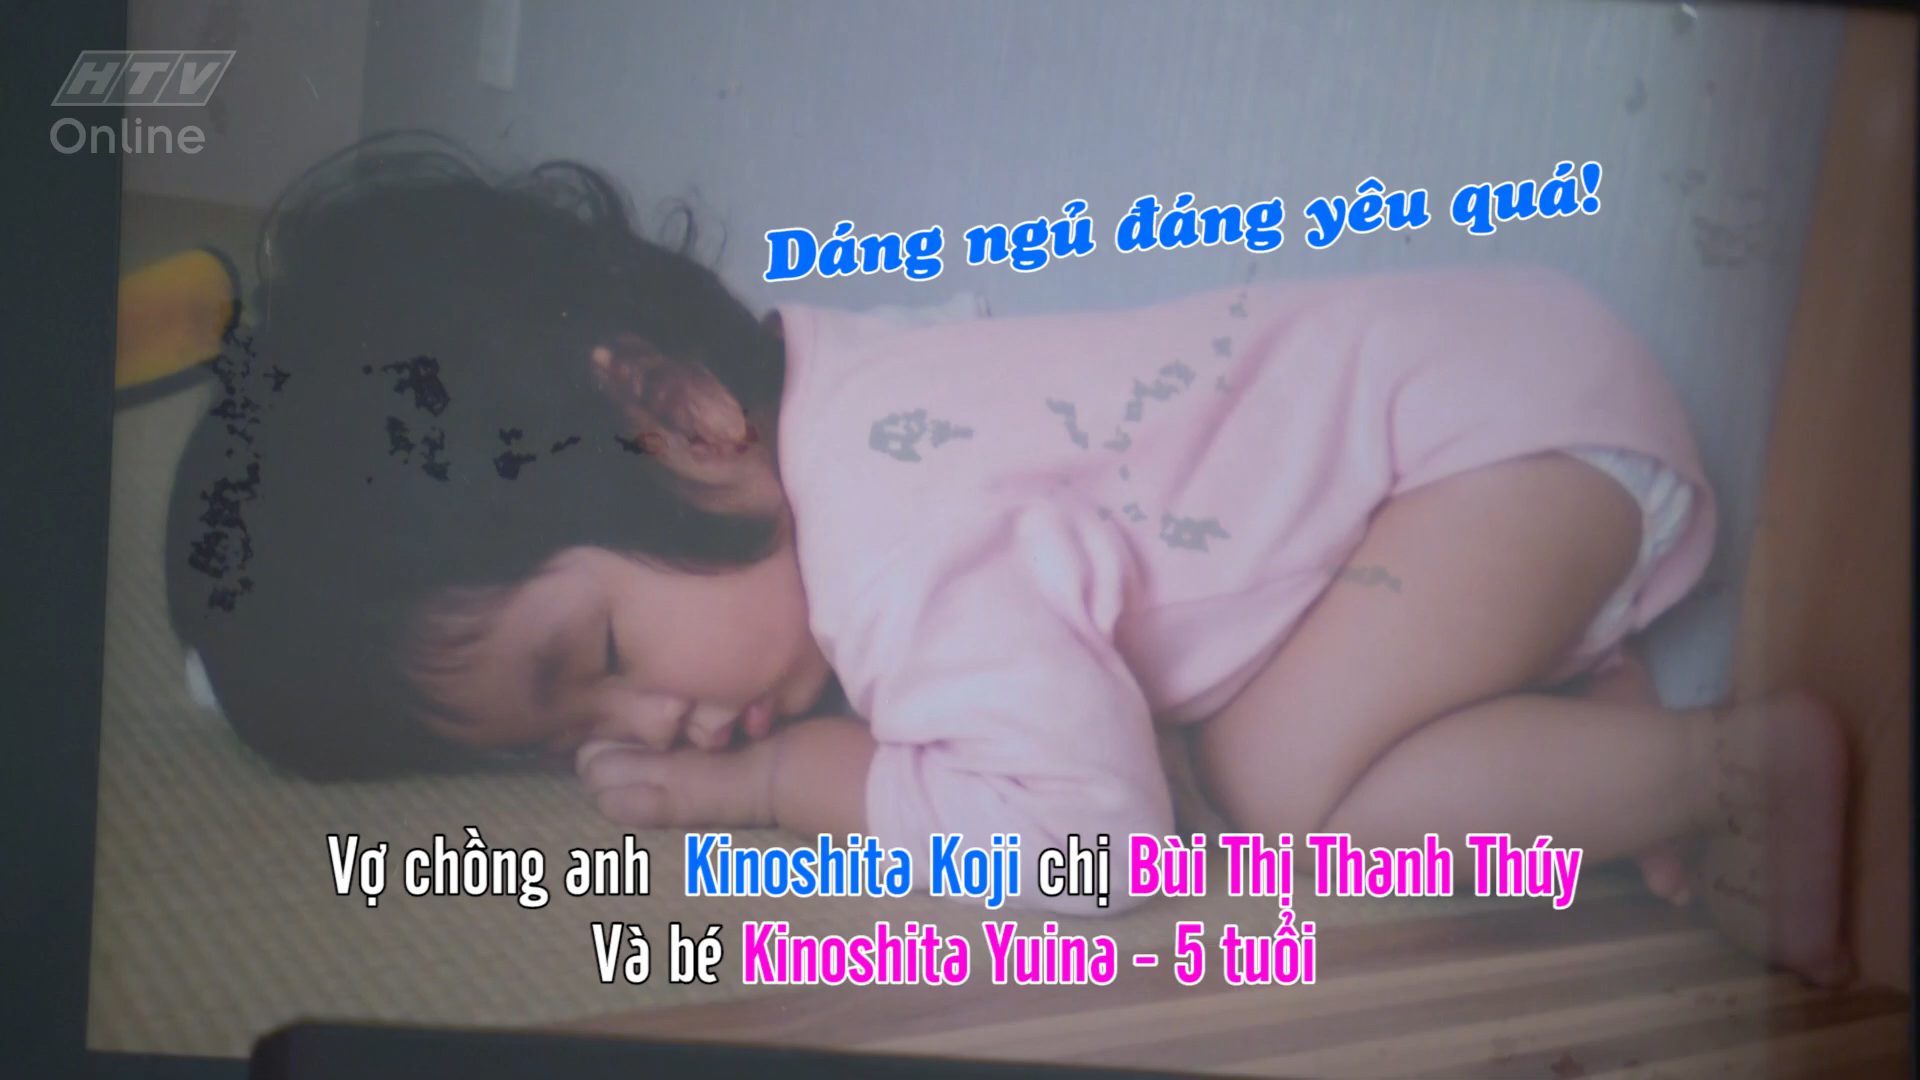 HTV
Online
Dáng ngủ đáng yêu quá!
Vợ chồng anh Kinoshita Koji chị Bùi Thị Thanh Thúy
Và bé Kinoshita Yuina - 5 tuổi